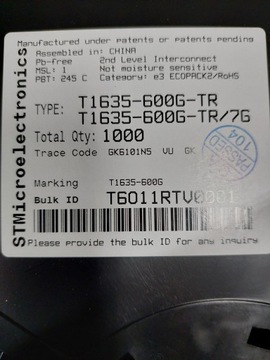 Manufactured under patents or patents pending
Assembled in: CHINA
Pb-free 2nd Level Interconnect
MSL: 1 Not moisture sensitive
PBT: 245 C Category: e3 ECOPACK2/RoHS
STMicroelectronics
TYPE: T1635-600G-TR
T1635-600G-TR/7G
Total Qty: 1000
PASSED
104
Trace Code GK6101N5 VU GK
Marking T1635-600G
Bulk ID T6011RTV0001
Please provide the bulk ID for any inquiry